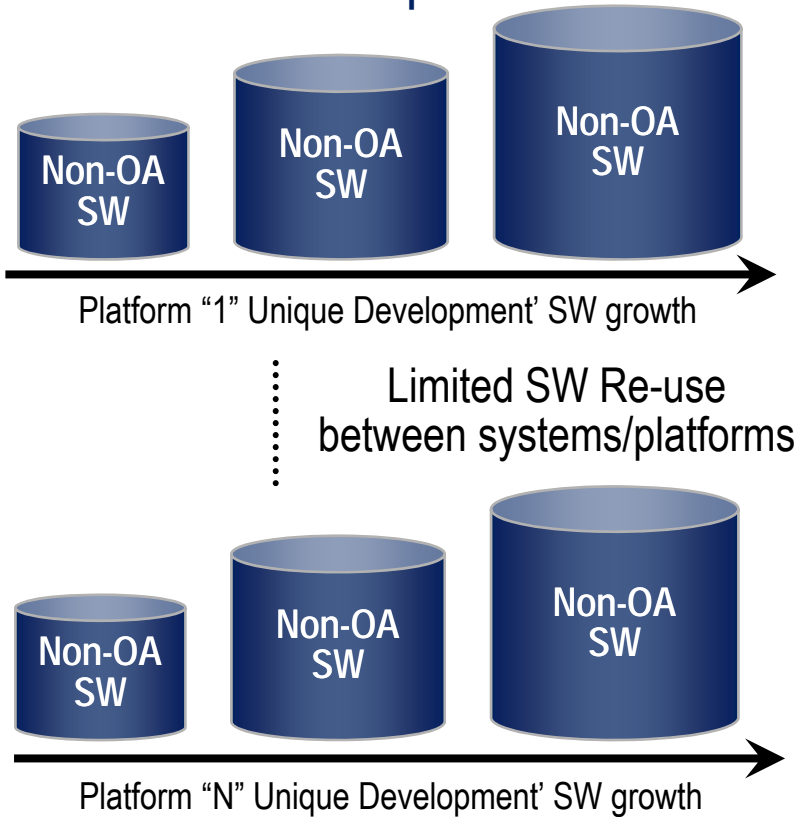 Non-OA
SW
Non-OA
SW
Non-OA
SW
Platform “1” Unique Development’ SW growth
Limited SW Re-use
between systems/platforms
Non-OA
SW
Non-OA
SW
Non-OA
SW
Platform “N” Unique Development’ SW growth